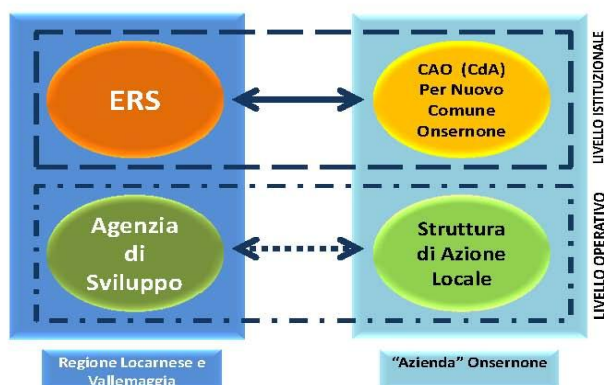 ERS
CAO (CdA)
Per Nuovo
Comune
Onsernone
LIVELLO ISTITUZIONALE
Agenzia
di
Sviluppo
Struttura
di Azione
Locale
LIVELLO OPERATIVO
Regione Locarnese e
Vallemaggia
“Azienda” Onsernone